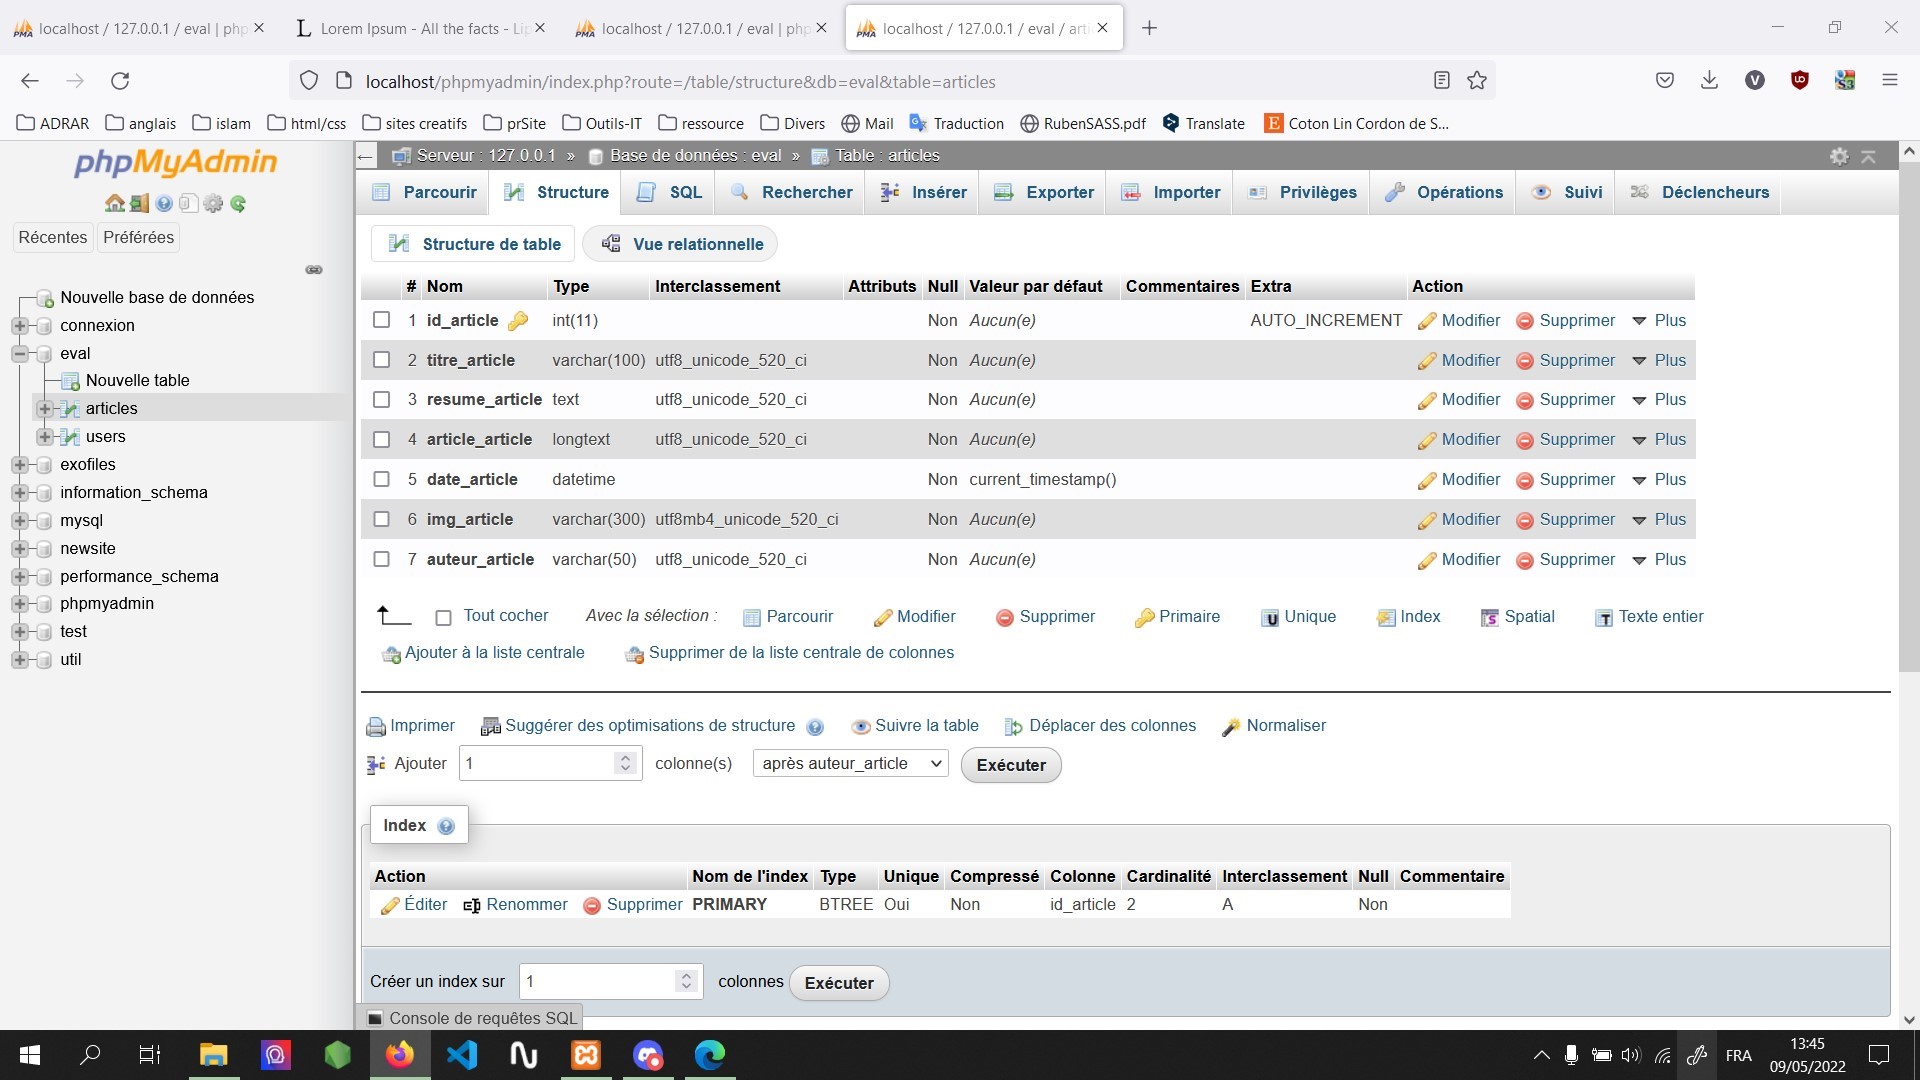 localhost / 127.0.0.1 / eval | php
Lorem Ipsum - All the facts - Lip
localhost / 127.0.0.1 / eval | php
localhost / 127.0.0.1 / eval / arti
localhost/phpmyadmin/index.php?route=/table/structure&db=eval&table=articles
ADRAR anglais islam html/css sites creatifs prSite Outils-IT ressource Divers Mail Traduction RubenSASS.pdf Translate Coton Lin Cordon de S...
phpMyAdmin
Récentes Préférées
Nouvelle base de données
connexion
eval
Nouvelle table
articles
users
exofiles
information_schema
mysql
newsite
performance_schema
phpmyadmin
test
util
Serveur : 127.0.0.1 » Base de données : eval » Table : articles
Parcourir Structure SQL Rechercher Insérer Exporter Importer Privilèges Opérations Suivi Déclencheurs
Structure de table Vue relationnelle
# Nom Type Interclassement Attributs Null Valeur par défaut Commentaires Extra Action
1 id_article int(11) Non Aucun(e) AUTO_INCREMENT Modifier Supprimer Plus
2 titre_article varchar(100) utf8_unicode_520_ci Non Aucun(e) Modifier Supprimer Plus
3 resume_article text utf8_unicode_520_ci Non Aucun(e) Modifier Supprimer Plus
4 article_article longtext utf8_unicode_520_ci Non Aucun(e) Modifier Supprimer Plus
5 date_article datetime Non current_timestamp() Modifier Supprimer Plus
6 img_article varchar(300) utf8mb4_unicode_520_ci Non Aucun(e) Modifier Supprimer Plus
7 auteur_article varchar(50) utf8_unicode_520_ci Non Aucun(e) Modifier Supprimer Plus
Tout cocher Avec la sélection : Parcourir Modifier Supprimer Primaire Unique Index Spatial Texte entier
Ajouter à la liste centrale Supprimer de la liste centrale de colonnes
Imprimer Suggérer des optimisations de structure Suivre la table Déplacer des colonnes Normaliser
Ajouter 1 colonne(s) après auteur_article Exécuter
Index
Action Nom de l'index Type Unique Compressé Colonne Cardinalité Interclassement Null Commentaire
Éditer Renommer Supprimer PRIMARY BTREE Oui Non id_article 2 A Non
Créer un index sur 1 colonnes Exécuter
Console de requêtes SQL
FRA
13:45
09/05/2022